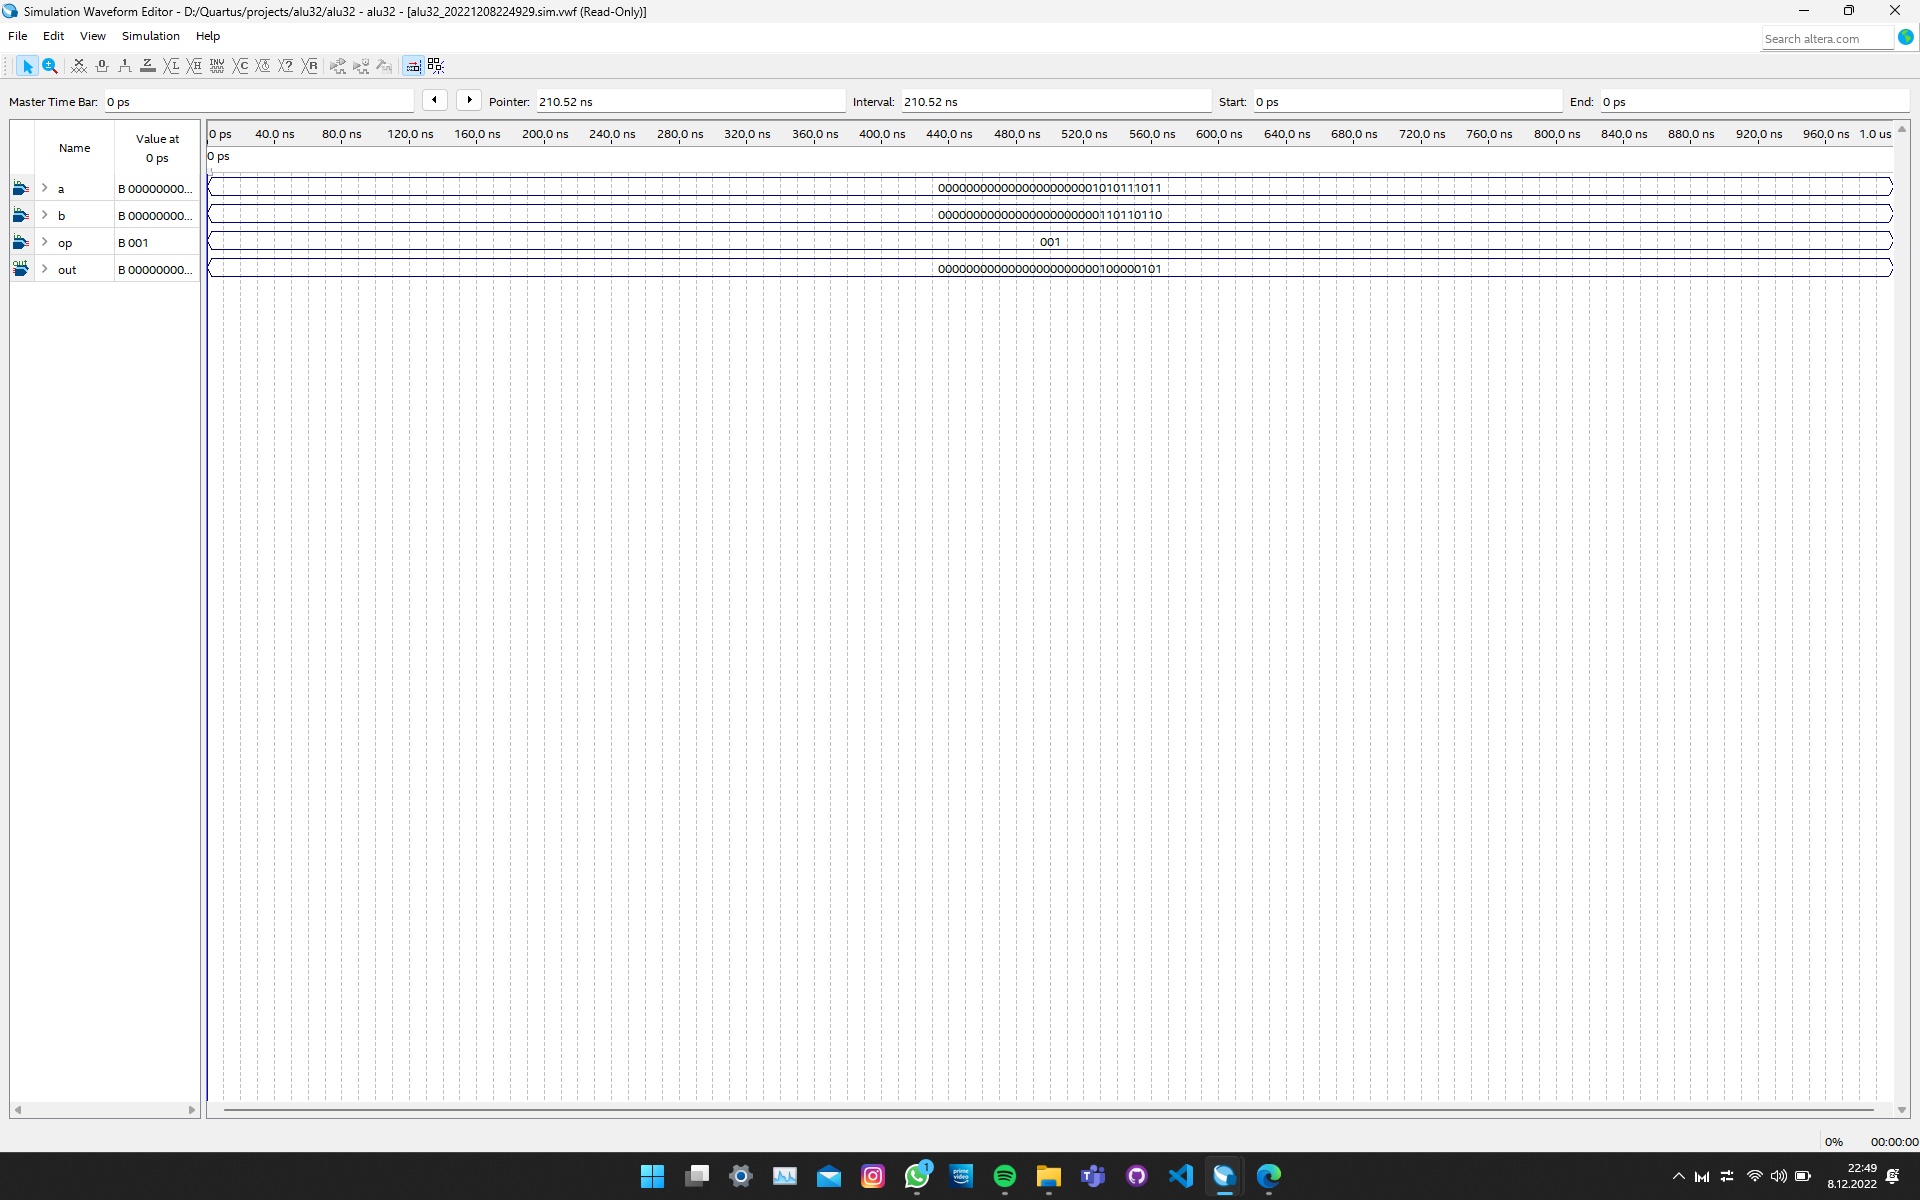 Simulation Waveform Editor - D:/Quartus/projects/alu32/alu32 - alu32 - [alu32_20221208224929.sim.vwf (Read-Only)]
File Edit View Simulation Help
Search altera.com
Master Time Bar: 0 ps Pointer: 210.52 ns Interval: 210.52 ns Start: 0 ps End: 0 ps
Name Value at 0 ps
0 ps 40.0 ns 80.0 ns 120.0 ns 160.0 ns 200.0 ns 240.0 ns 280.0 ns 320.0 ns 360.0 ns 400.0 ns 440.0 ns 480.0 ns 520.0 ns 560.0 ns 600.0 ns 640.0 ns 680.0 ns 720.0 ns 760.0 ns 800.0 ns 840.0 ns 880.0 ns 920.0 ns 960.0 ns 1.0 us
0 ps
a B 00000000... 00000000000000000000001010111011
b B 00000000... 00000000000000000000000110110110
op B 001 001
out B 00000000... 00000000000000000000000100000101
0% 00:00:00
1
prime video
22:49
8.12.2022